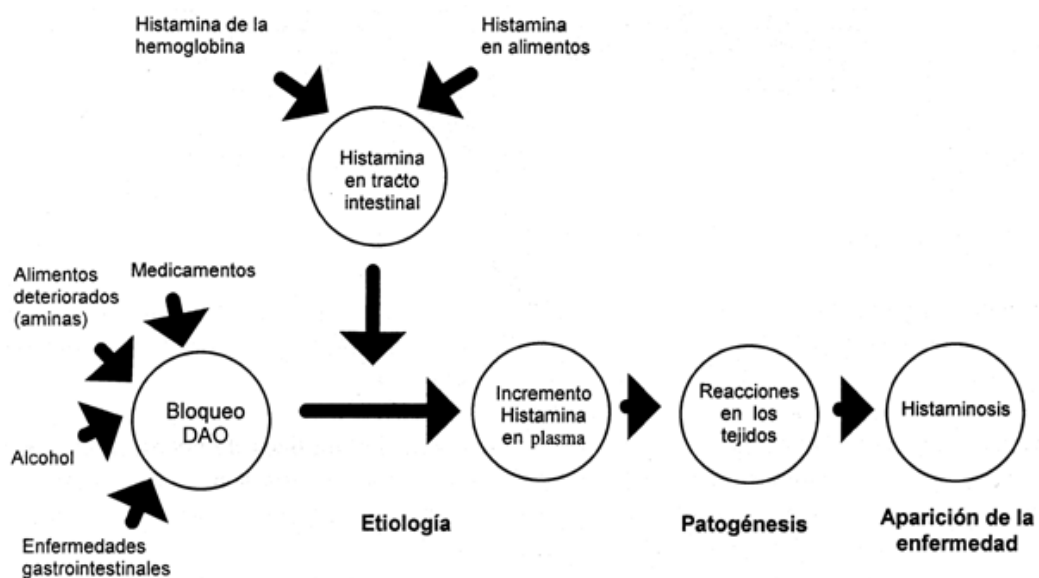 Histamina de la
hemoglobina
Histamina
en alimentos
Histamina
en tracto
intestinal
Medicamentos
Alimentos
deteriorados
(aminas)
Bloqueo
DAO
Alcohol
Enfermedades
gastrointestinales
Incremento
Histamina
en plasma
Reacciones
en los
tejidos
Histaminosis
Etiología
Patogénesis
Aparición de la
enfermedad